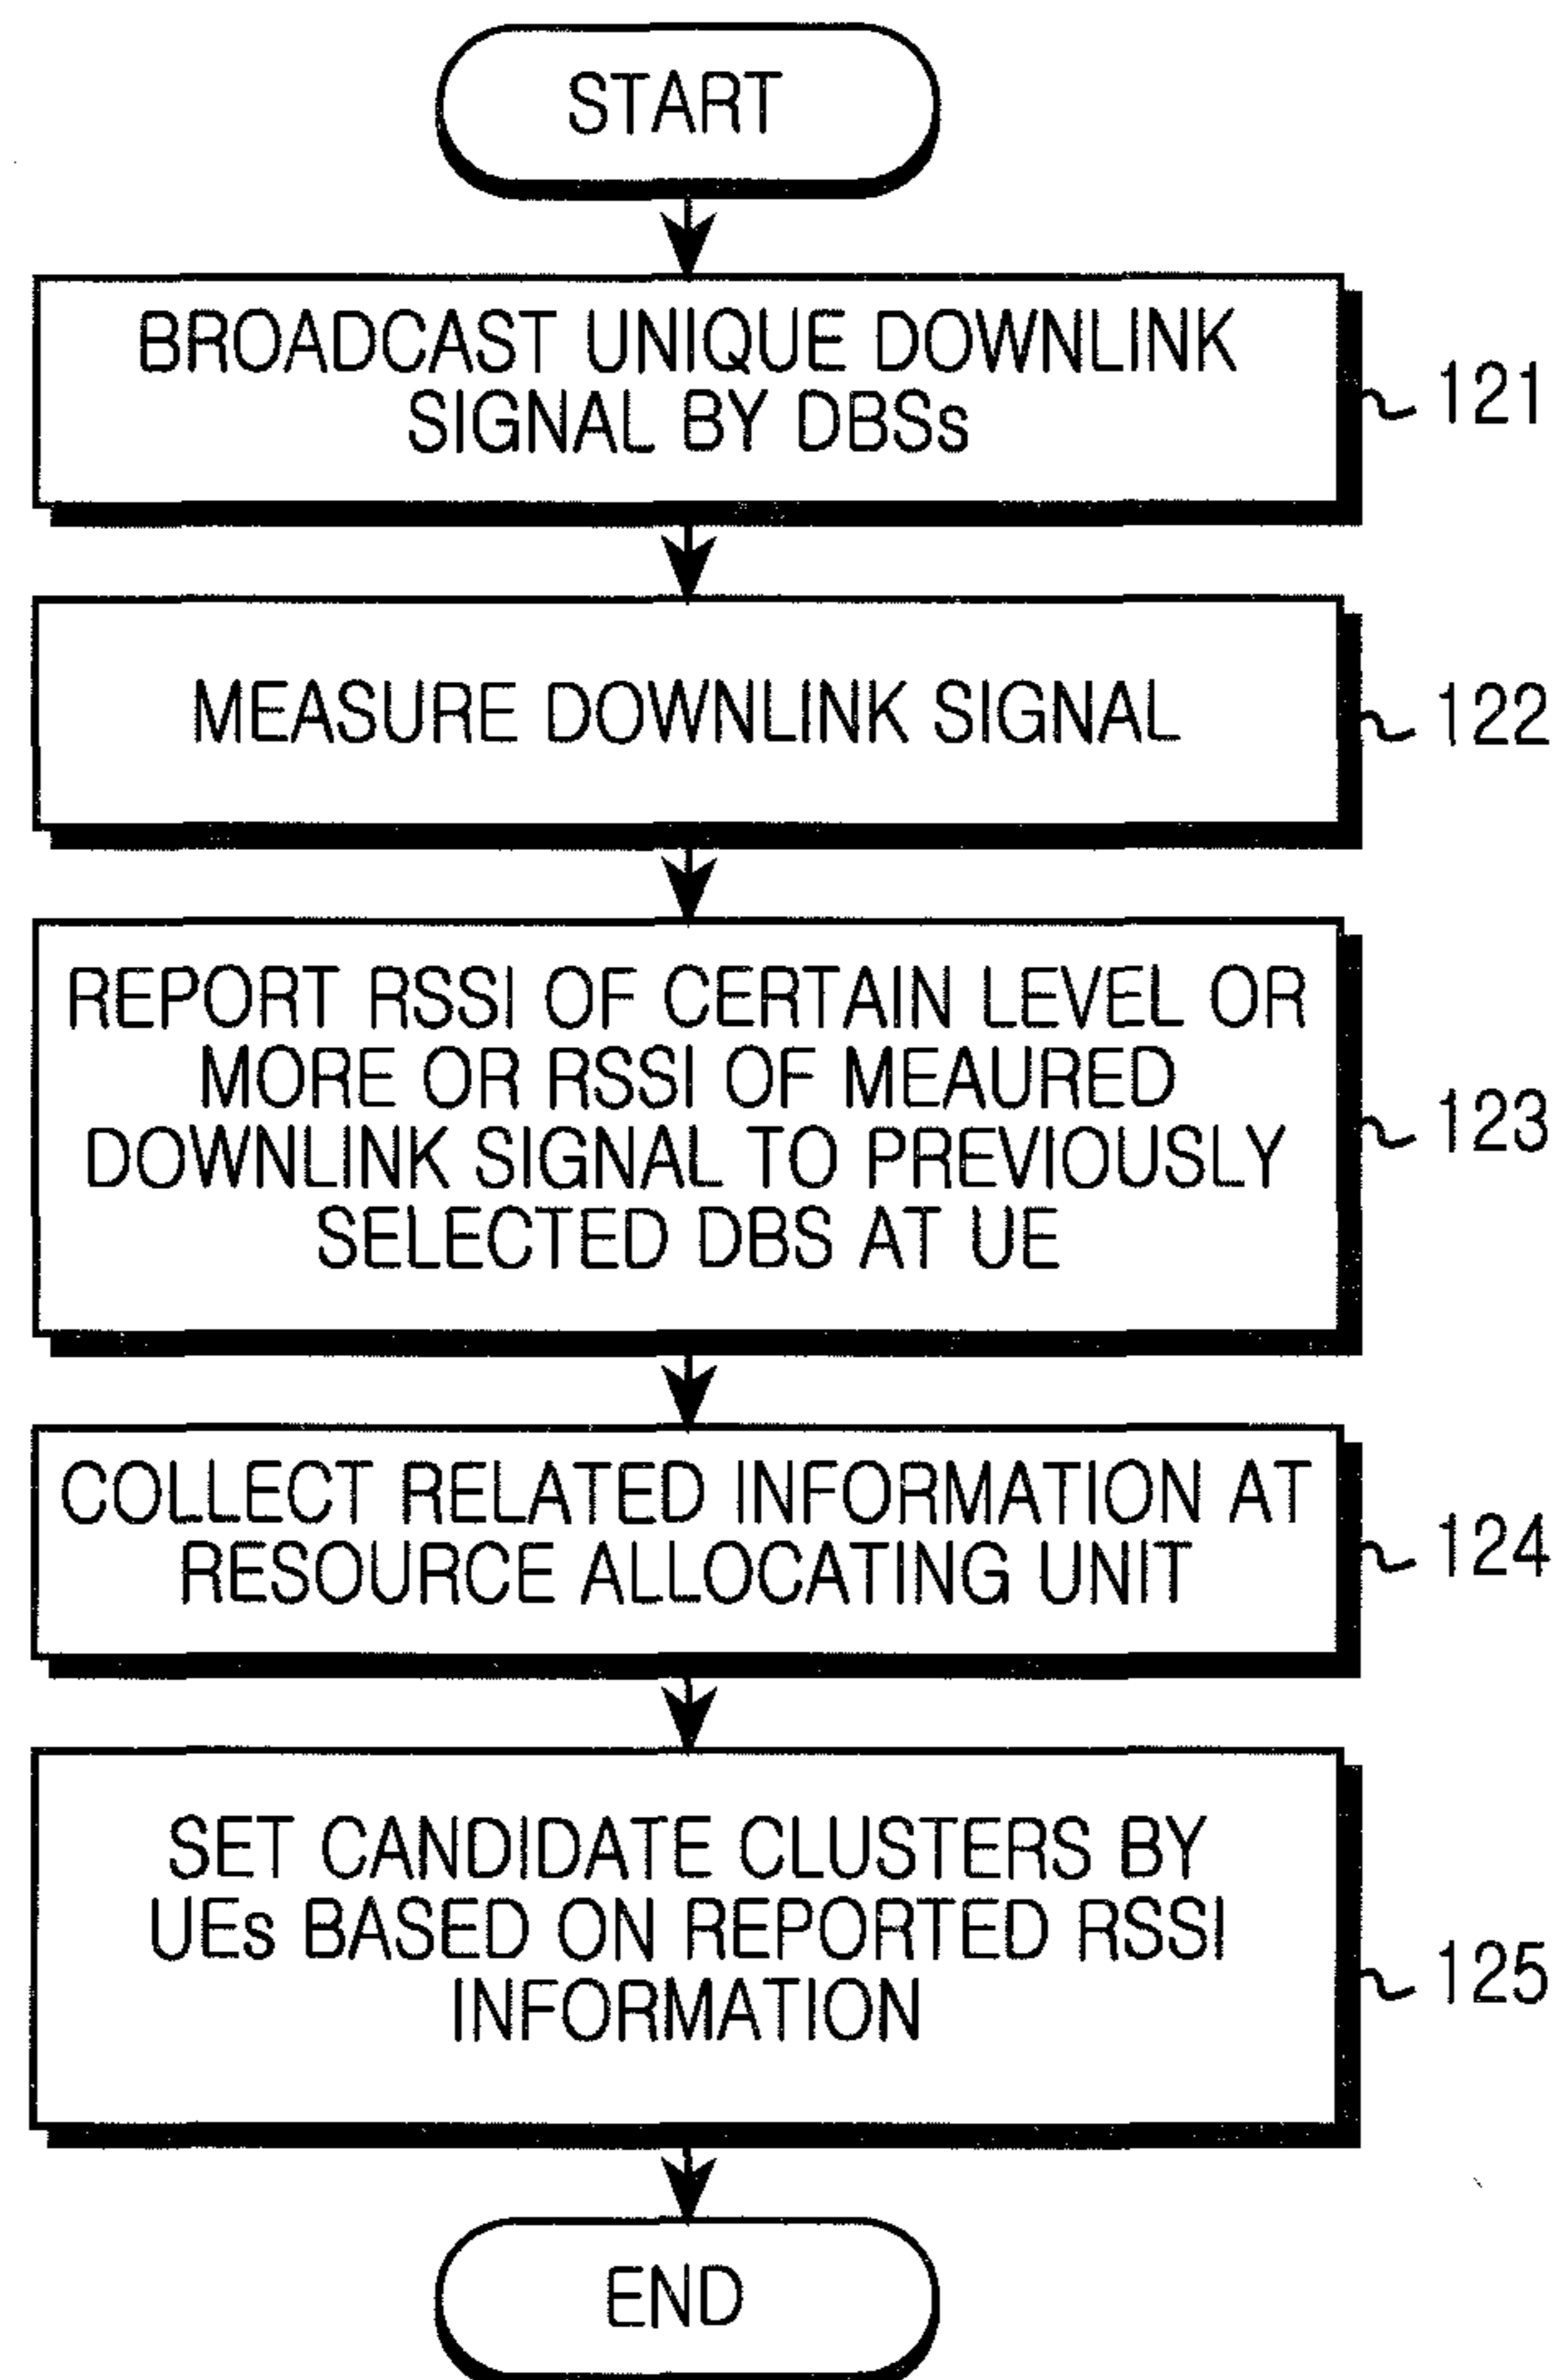 START
BROADCAST UNIQUE DOWNLINK
SIGNAL BY DBSs
121
MEASURE DOWNLINK SIGNAL
122
REPORT RSSI OF CERTAIN LEVEL OR
MORE OR RSSI OF MEAURED
DOWNLINK SIGNAL TO PREVIOUSLY
SELECTED DBS AT UE
123
COLLECT RELATED INFORMATION AT
RESOURCE ALLOCATING UNIT
124
SET CANDIDATE CLUSTERS BY
UEs BASED ON REPORTED RSSI
INFORMATION
125
END